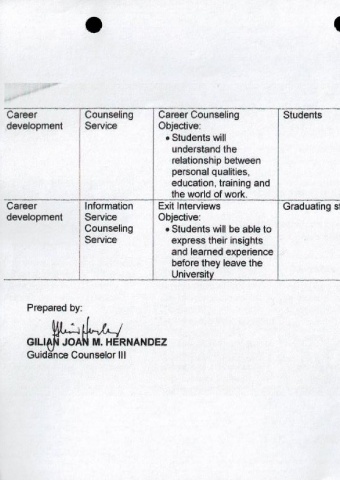 Career Counseling Career Counseling Students
development Service Objective:
• Students will
understand the
relationship between
personal qualities,
education, training and
the world of work.
Career Information Exit Interviews Graduating st
development Service Objective:
Counseling • Students will be able to
Service express their insights
and learned experience
before they leave the
University
Prepared by:
GILIAN JOAN M. HERNANDEZ
Guidance Counselor III